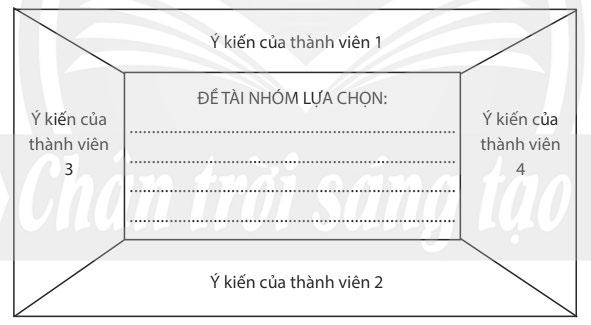 Ý kiến của thành viên 1
ĐỀ TÀI NHÓM LỰA CHỌN:
Ý kiến của
thành viên
3
Ý kiến của
thành viên
4
Ý kiến của thành viên 2
Chân trời sáng tạo